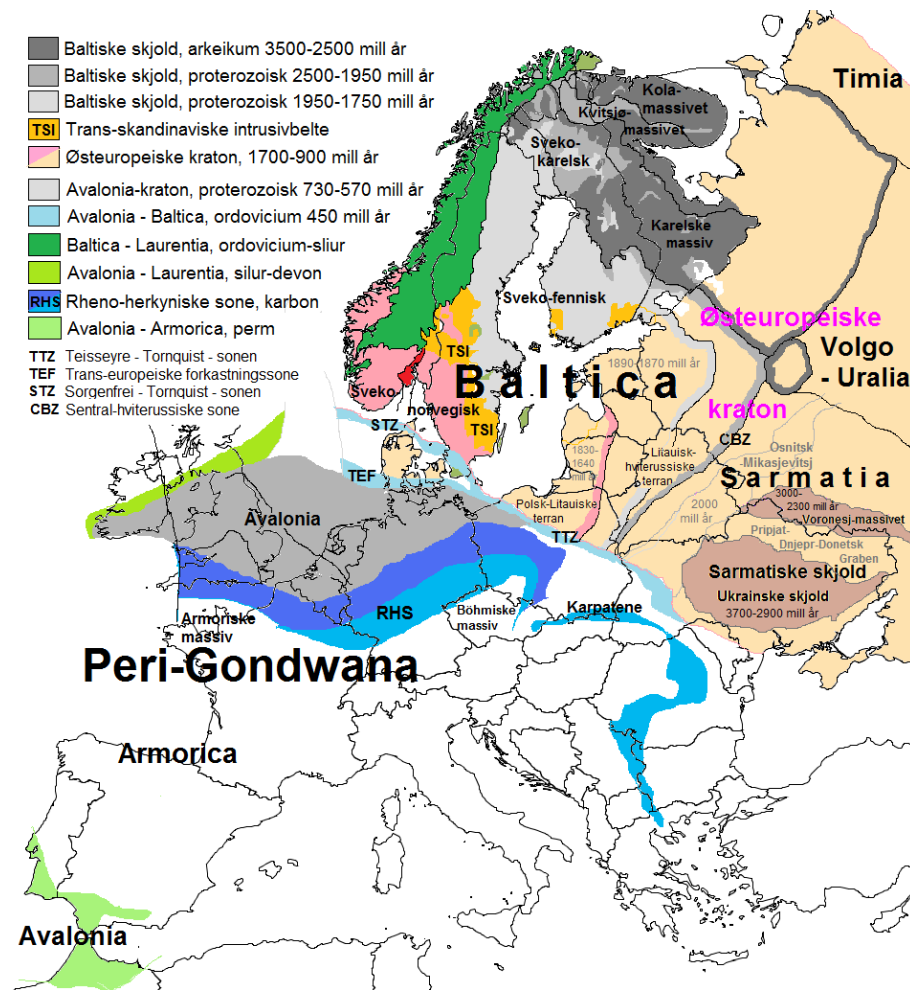 Baltiske skjold, arkeikum 3500-2500 mill år
Baltiske skjold, proterozoisk 2500-1950 mill år
Baltiske skjold, proterozoisk 1950-1750 mill år
TSI Trans-skandinaviske intrusivbelte
Østeuropeiske kraton, 1700-900 mill år
Avalonia-kraton, proterozoisk 730-570 mill år
Avalonia - Baltica, ordovicium 450 mill år
Baltica - Laurentia, ordovicium-sliur
Avalonia - Laurentia, silur-devon
RHS Rheno-herkyniske sone, karbon
Avalonia - Armorica, perm
TTZ Teisseyre - Tornquist - sonen
TEF Trans-europeiske forkastningssone
STZ Sorgenfrei - Tornquist - sonen
CBZ Sentral-hviterussiske sone
Timia
Kola-
massivet
Kvitsjø-
massivet
Sveko-
karelsk
Karelske
massiv
Sveko-fennisk
Østeuropeiske
kraton
Volgo
- Uralia
TSI
Baltica
1890-1870 mill år
Sveko-
norvegisk
TSI
STZ
TEF
CBZ
1830-
1640
mill år
Litauisk-
hviterussiske
terran
Osnitsk
-Mikasjevitsj
Sarmatia
Polsk-Litauiske
terran
TTZ
2000
mill år
3000-
2300 mill år
Voronesj-massivet
Pripjat-
Dnjepr-Donetsk
Graben
Sarmatiske skjold
Ukrainske skjold
3700-2900 mill år
Avalonia
RHS
Böhmiske
massiv
Karpatene
Armoriske
massiv
Peri-Gondwana
Armorica
Avalonia